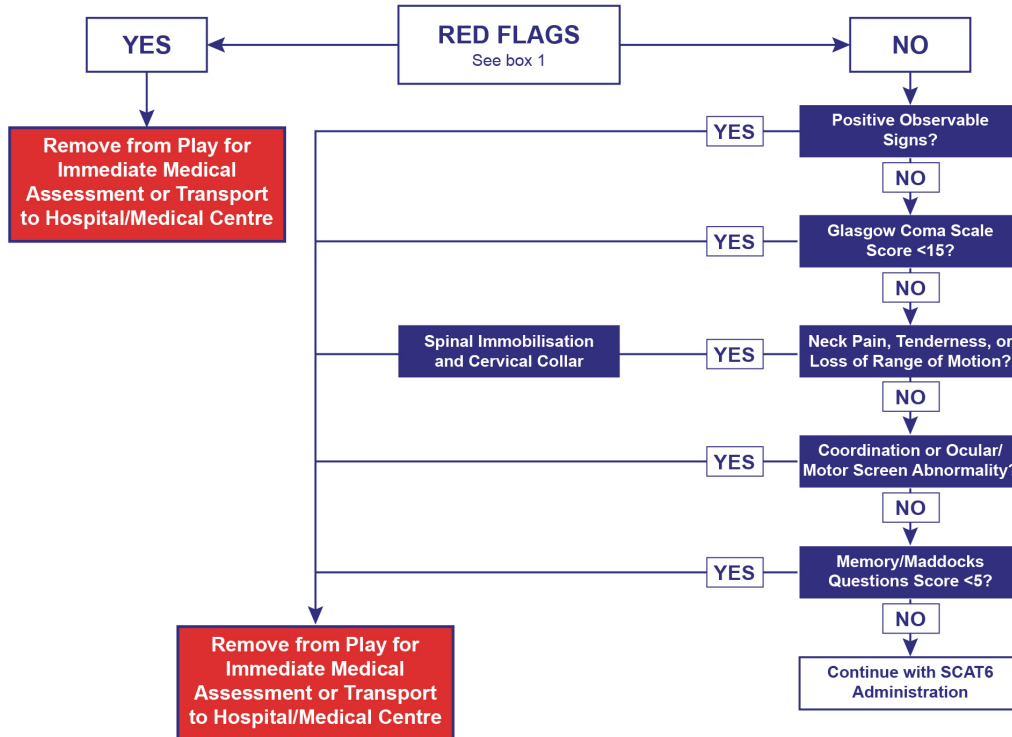 YES
RED FLAGS
See box 1
NO
Remove from Play for
Immediate Medical
Assessment or Transport
to Hospital/Medical Centre
YES
Positive Observable
Signs?
NO
YES
Glasgow Coma Scale
Score <15?
NO
Spinal Immobilisation
and Cervical Collar
YES
Neck Pain, Tenderness, or
Loss of Range of Motion?
NO
YES
Coordination or Ocular/
Motor Screen Abnormality?
NO
YES
Memory/Maddocks
Questions Score <5?
NO
Remove from Play for
Immediate Medical
Assessment or Transport
to Hospital/Medical Centre
Continue with SCAT6
Administration